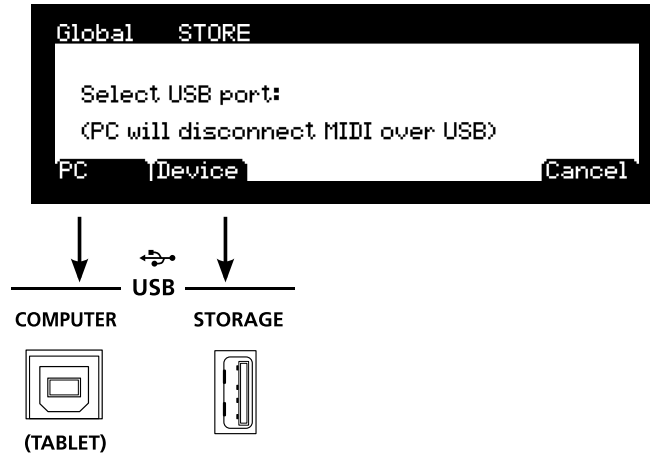 Global STORE
Select USB port:
(PC will disconnect MIDI over USB)
PC Device Cancel
USB
COMPUTER STORAGE
(TABLET)